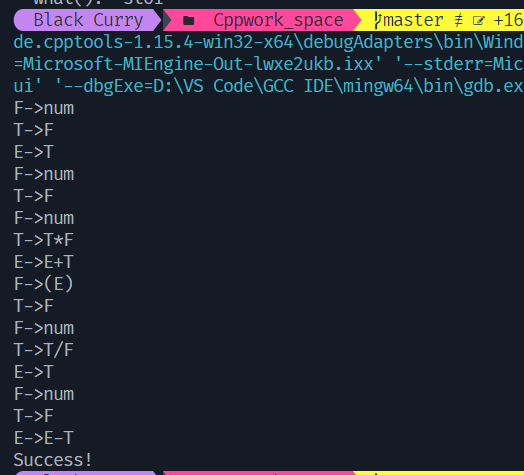 what(): stoi
Black Curry Cppwork_space master ≢ +16
de.cpptools-1.15.4-win32-x64\debugAdapters\bin\Wind
=Microsoft-MIEngine-Out-lwxe2ukb.ixx' '--stderr=Mic
ui' '--dbgExe=D:\VS Code\GCC IDE\mingw64\bin\gdb.ex
F->num
T->F
E->T
F->num
T->F
F->num
T->T*F
E->E+T
F->(E)
T->F
F->num
T->T/F
E->T
F->num
T->F
E->E-T
Success!